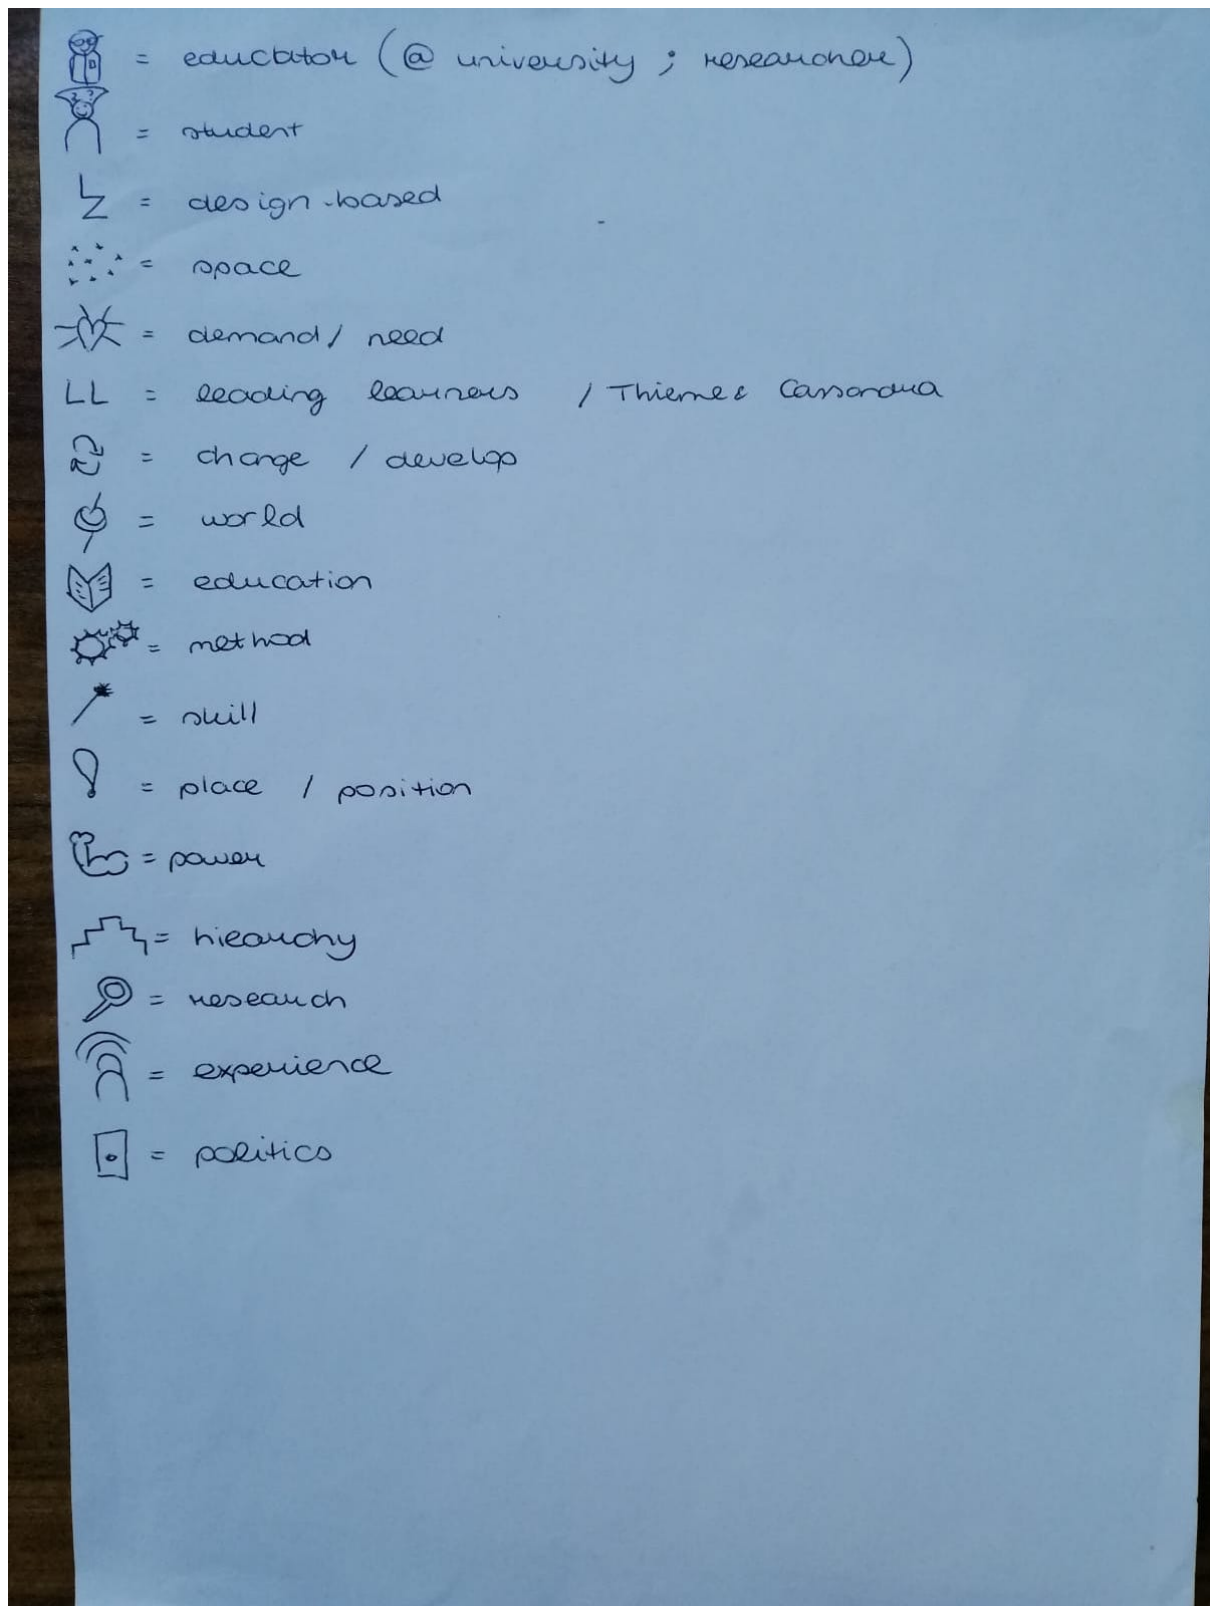 = educator (@ university ; researcher)
= student
= design-based
= space
= demand/ need
LL = leading learners / Thieme & Cassandra
= change / develop
= world
= education
= method
= skill
= place / position
= power
= hiearchy
= research
= experience
= politics